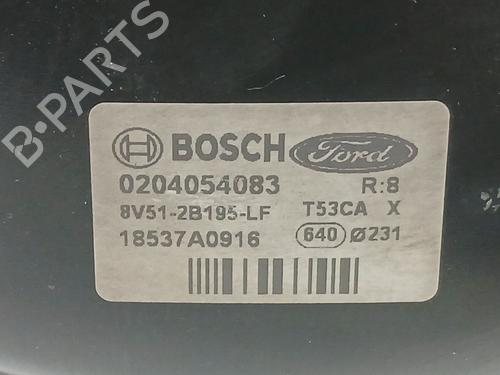 B-PARTS
BOSCH Ford
0204054083 R:8
8V51-2B195-LF T53CA X
18537A0916 640 Ø231